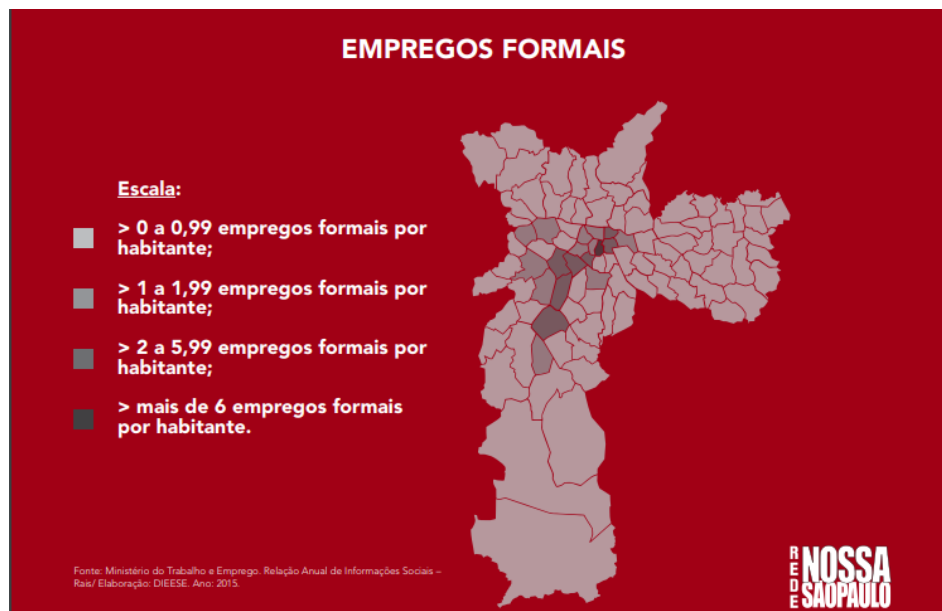 EMPREGOS FORMAIS
Escala:
> 0 a 0,99 empregos formais por
habitante;
> 1 a 1,99 empregos formais por
habitante;
> 2 a 5,99 empregos formais por
habitante;
> mais de 6 empregos formais
por habitante.
Fonte: Ministério do Trabalho e Emprego. Relação Anual de Informações Sociais –
Rais/ Elaboração: DIEESE. Ano: 2015.
REDE
NOSSA
SÃOPAULO